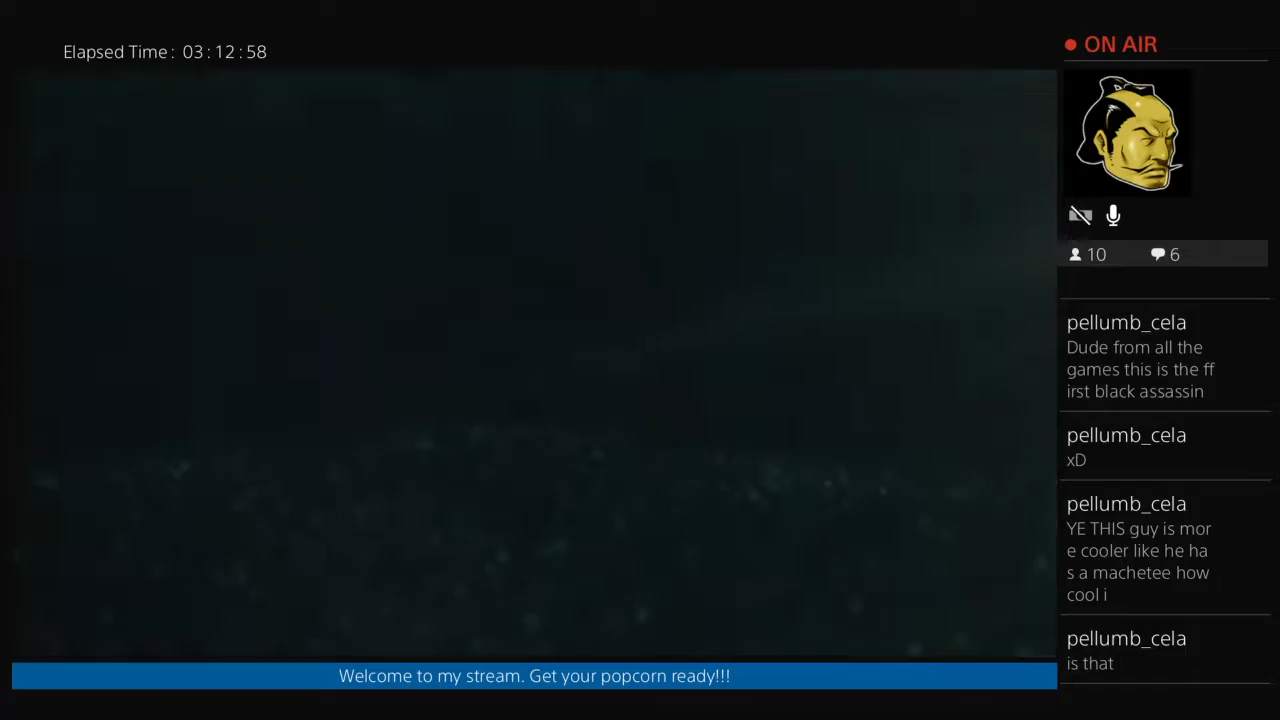 Elapsed Time: 03:12:58
ON AIR
10 6
pellumb_cela
Dude from all the
games this is the ff
irst black assassin
pellumb_cela
xD
pellumb_cela
YE THIS guy is mor
e cooler like he ha
s a machetee how
cool i
pellumb_cela
is that
Welcome to my stream. Get your popcorn ready!!!